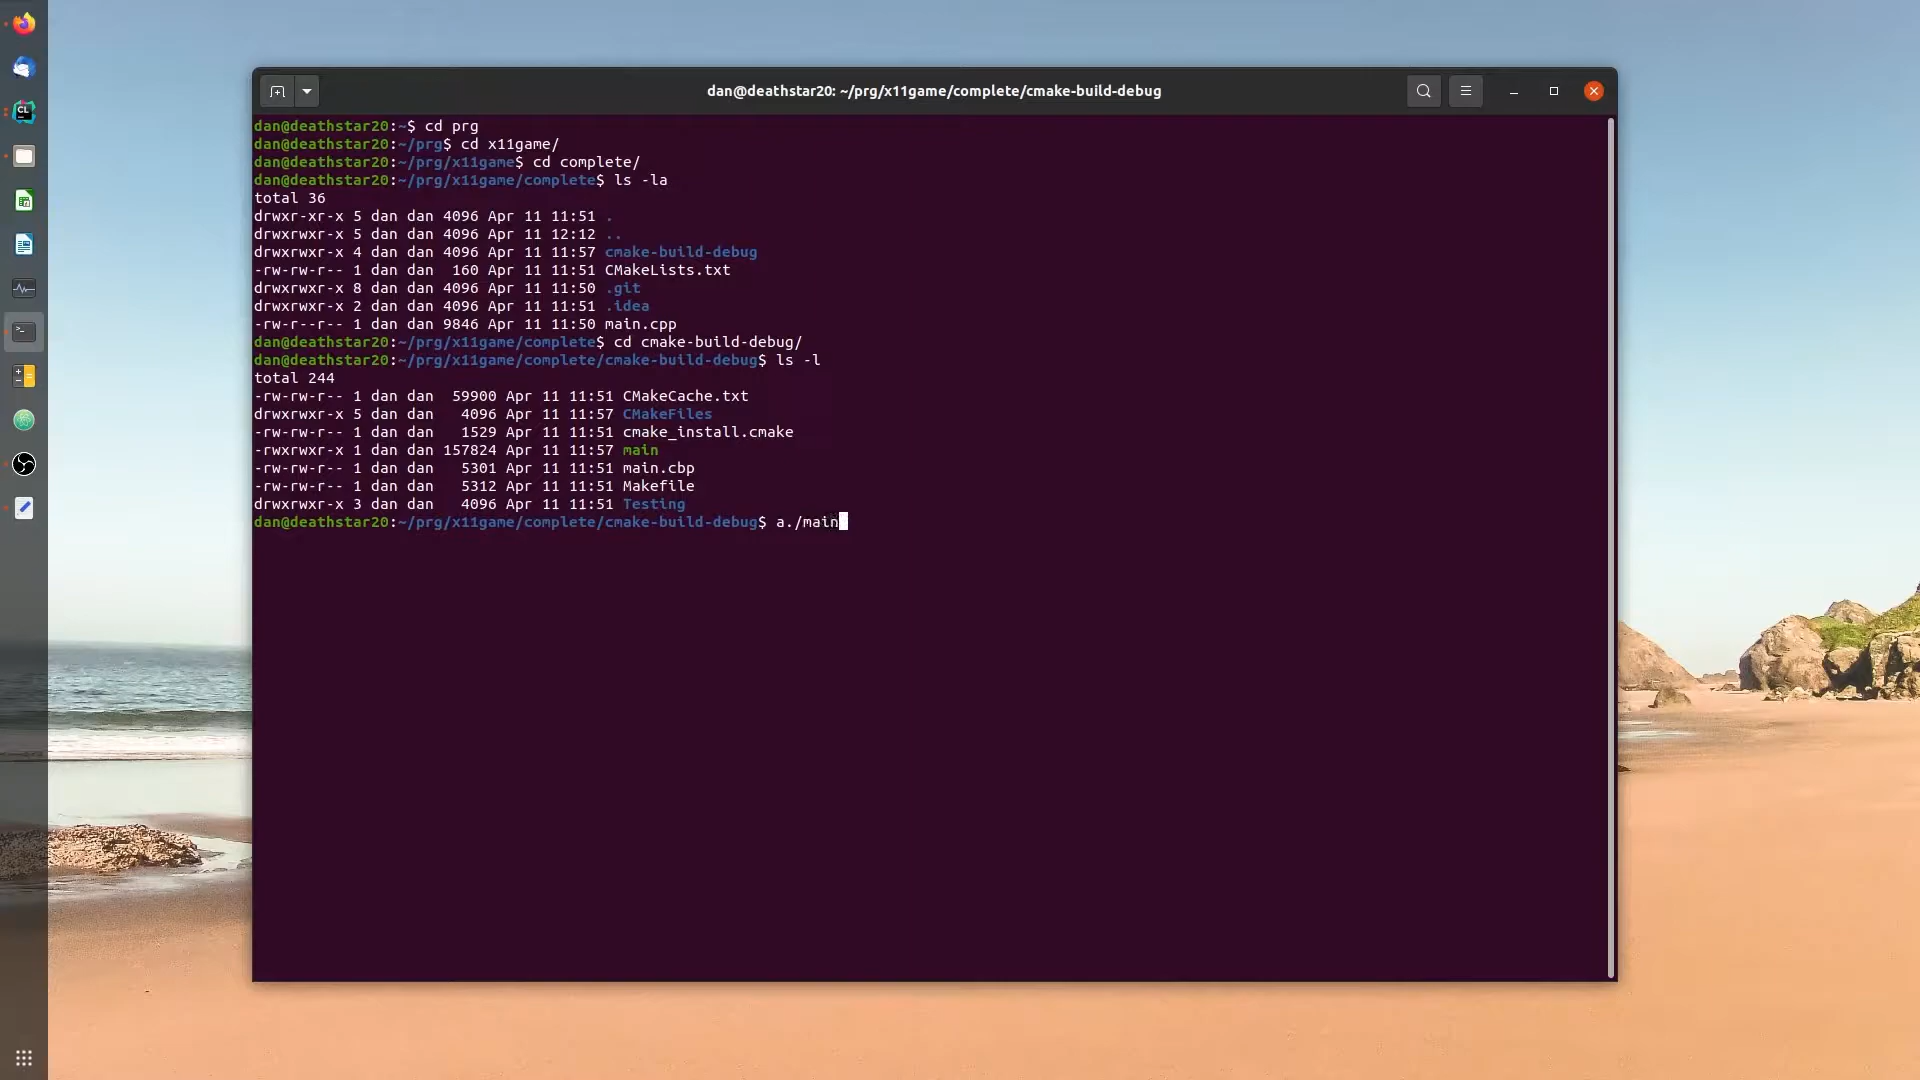 dan@deathstar20: ~/prg/x11game/complete/cmake-build-debug
dan@deathstar20:~$ cd prg
dan@deathstar20:~/prg$ cd x11game/
dan@deathstar20:~/prg/x11game$ cd complete/
dan@deathstar20:~/prg/x11game/complete$ ls -la
total 36
drwxr-xr-x 5 dan dan 4096 Apr 11 11:51 .
drwxrwxr-x 5 dan dan 4096 Apr 11 12:12 ..
drwxrwxr-x 4 dan dan 4096 Apr 11 11:57 cmake-build-debug
-rw-rw-r-- 1 dan dan  160 Apr 11 11:51 CMakeLists.txt
drwxrwxr-x 8 dan dan 4096 Apr 11 11:50 .git
drwxrwxr-x 2 dan dan 4096 Apr 11 11:51 .idea
-rw-r--r-- 1 dan dan 9846 Apr 11 11:50 main.cpp
dan@deathstar20:~/prg/x11game/complete$ cd cmake-build-debug/
dan@deathstar20:~/prg/x11game/complete/cmake-build-debug$ ls -l
total 244
-rw-rw-r-- 1 dan dan  59900 Apr 11 11:51 CMakeCache.txt
drwxrwxr-x 5 dan dan   4096 Apr 11 11:57 CMakeFiles
-rw-rw-r-- 1 dan dan   1529 Apr 11 11:51 cmake_install.cmake
-rwxrwxr-x 1 dan dan 157824 Apr 11 11:57 main
-rw-rw-r-- 1 dan dan   5301 Apr 11 11:51 main.cbp
-rw-rw-r-- 1 dan dan   5312 Apr 11 11:51 Makefile
drwxrwxr-x 3 dan dan   4096 Apr 11 11:51 Testing
dan@deathstar20:~/prg/x11game/complete/cmake-build-debug$ a./main
CL